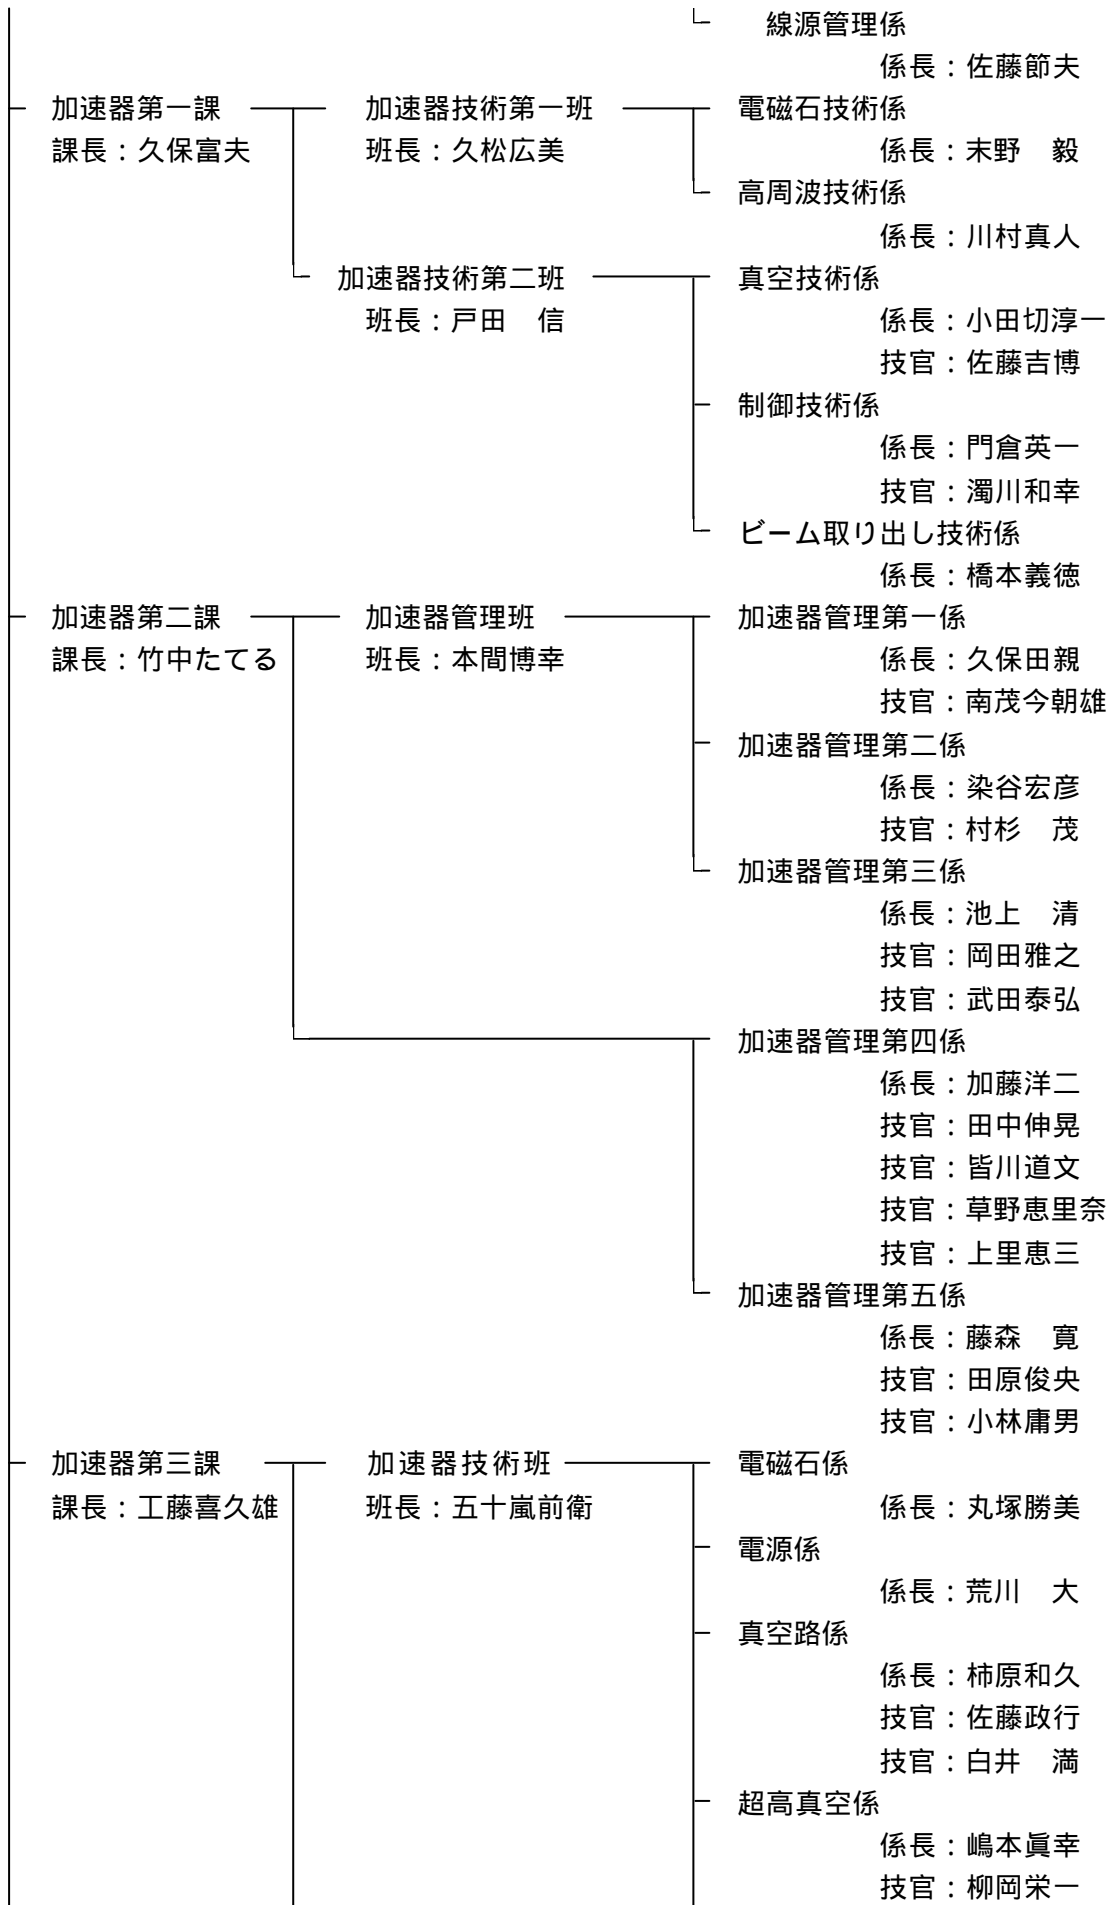 線源管理係
係長：佐藤節夫
加速器第一課 加速器技術第一班 電磁石技術係
課長：久保富夫 班長：久松広美 係長：末野　毅
高周波技術係
係長：川村真人
加速器技術第二班 真空技術係
班長：戸田　信 係長：小田切淳一
技官：佐藤吉博
制御技術係
係長：門倉英一
技官：濁川和幸
ビーム取り出し技術係
係長：橋本義徳
加速器第二課 加速器管理班 加速器管理第一係
課長：竹中たてる 班長：本間博幸 係長：久保田親
技官：南茂今朝雄
加速器管理第二係
係長：染谷宏彦
技官：村杉　茂
加速器管理第三係
係長：池上　清
技官：岡田雅之
技官：武田泰弘
加速器管理第四係
係長：加藤洋二
技官：田中伸晃
技官：皆川道文
技官：草野恵里奈
技官：上里恵三
加速器管理第五係
係長：藤森　寛
技官：田原俊央
技官：小林庸男
加速器第三課 加速器技術班 電磁石係
課長：工藤喜久雄 班長：五十嵐前衛 係長：丸塚勝美
電源係
係長：荒川　大
真空路係
係長：柿原和久
技官：佐藤政行
技官：白井　満
超高真空係
係長：嶋本眞幸
技官：柳岡栄一